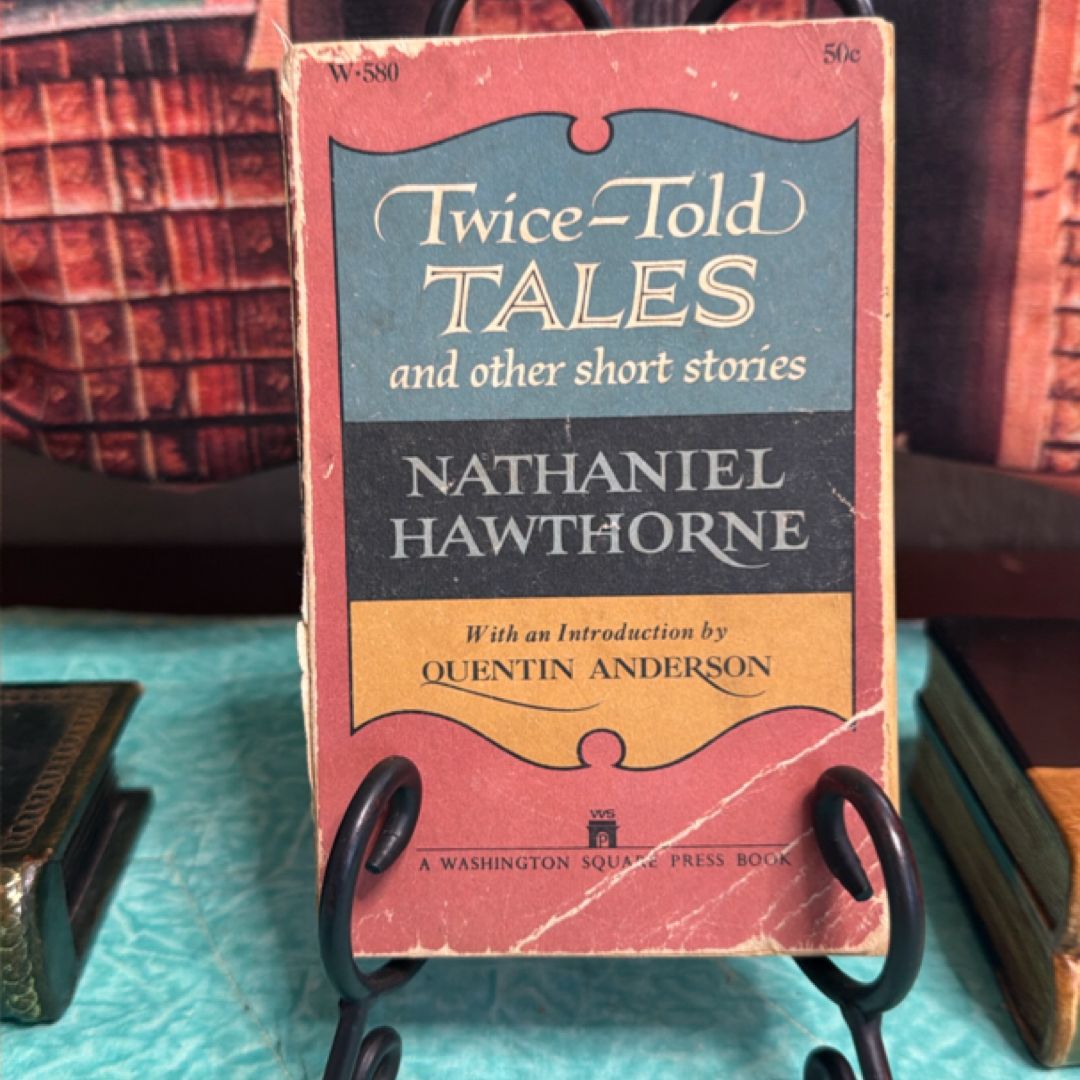 W•580 50c
Twice-Told
TALES
and other short stories
NATHANIEL
HAWTHORNE
With an Introduction by
QUENTIN ANDERSON
WS
P
A WASHINGTON SQUARE PRESS BOOK